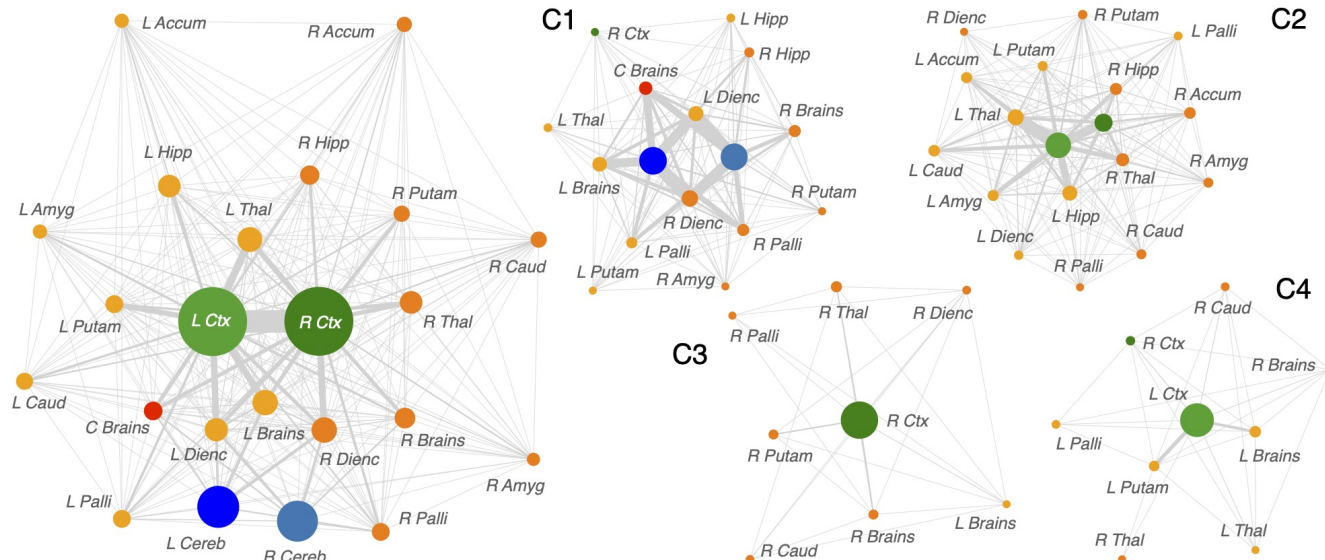 L Accum
R Accum
L Hipp
R Hipp
L Amyg
L Thal
R Putam
R Caud
L Putam
L Ctx
R Ctx
R Thal
L Caud
C Brains
L Brains
R Brains
L Dienc
R Dienc
R Amyg
L Palli
R Palli
L Cereb
R Cereb
C1
L Hipp
R Ctx
R Hipp
C Brains
L Dienc
R Brains
L Thal
L Brains
R Putam
R Dienc
R Palli
L Palli
L Putam
R Amyg
C2
R Dienc
R Putam
L Palli
L Putam
L Accum
R Hipp
R Accum
L Thal
R Amyg
L Caud
R Thal
L Amyg
L Hipp
L Dienc
R Caud
R Palli
C3
R Thal
R Dienc
R Palli
R Ctx
R Putam
L Brains
R Brains
R Caud
C4
R Caud
R Ctx
R Brains
L Ctx
L Palli
L Brains
L Putam
L Thal
R Thal